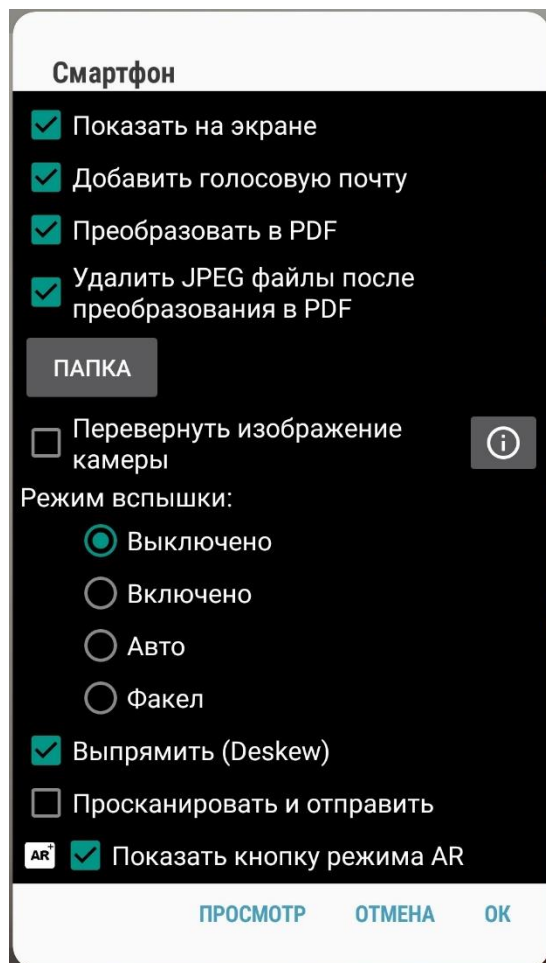 Смартфон
Показать на экране
Добавить голосовую почту
Преобразовать в PDF
Удалить JPEG файлы после
преобразования в PDF
ПАПКА
Перевернуть изображение
камеры
Режим вспышки:
Выключено
Включено
Авто
Факел
Выпрямить (Deskew)
Просканировать и отправить
AR+ Показать кнопку режима AR
ПРОСМОТР ОТМЕНА ОК